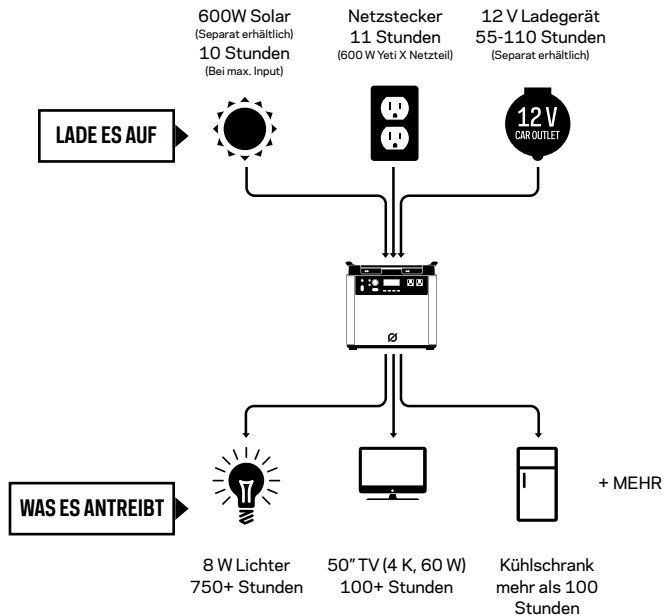 600W Solar
(Separat erhältlich)
10 Stunden
(Bei max. Input)
Netzstecker
11 Stunden
(600 W Yeti X Netzteil)
12 V Ladegerät
55-110 Stunden
(Separat erhältlich)
LADE ES AUF
12 V
CAR OUTLET
WAS ES ANTREIBT
+ MEHR
8 W Lichter
750+ Stunden
50” TV (4 K, 60 W)
100+ Stunden
Kühlschrank
mehr als 100
Stunden